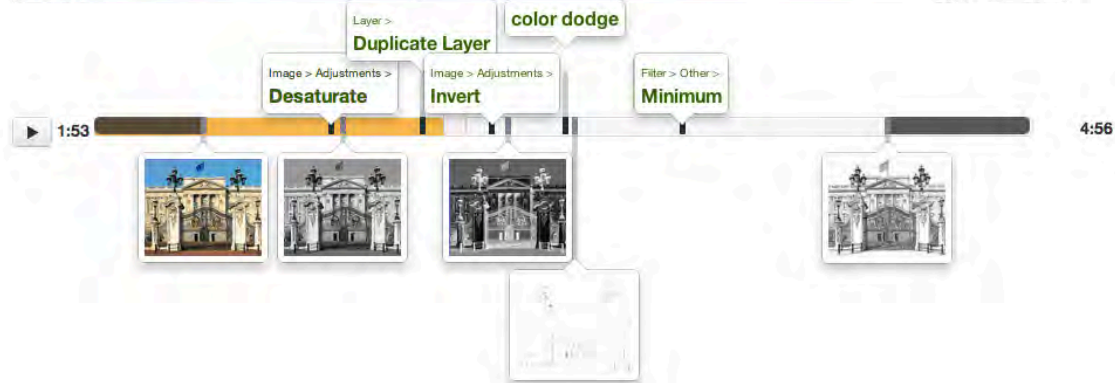 color dodge
Layer >
Duplicate Layer
Image > Adjustments >
Desaturate
Image > Adjustments >
Invert
Filter > Other >
Minimum
1:53
4:56